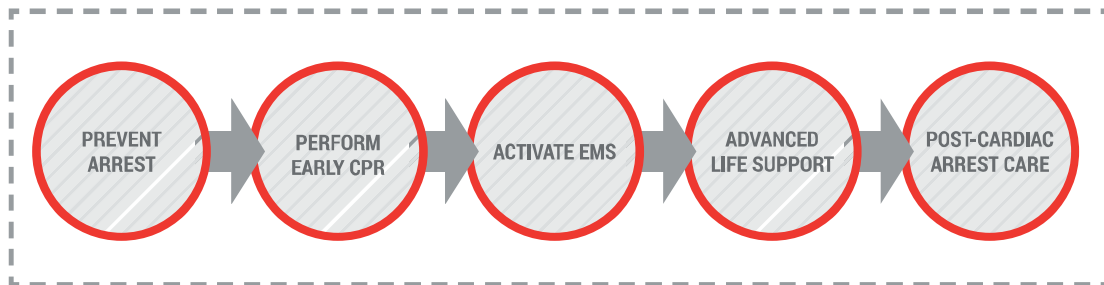 PREVENT
ARREST
PERFORM
EARLY CPR
ACTIVATE EMS
ADVANCED
LIFE SUPPORT
POST-CARDIAC
ARREST CARE